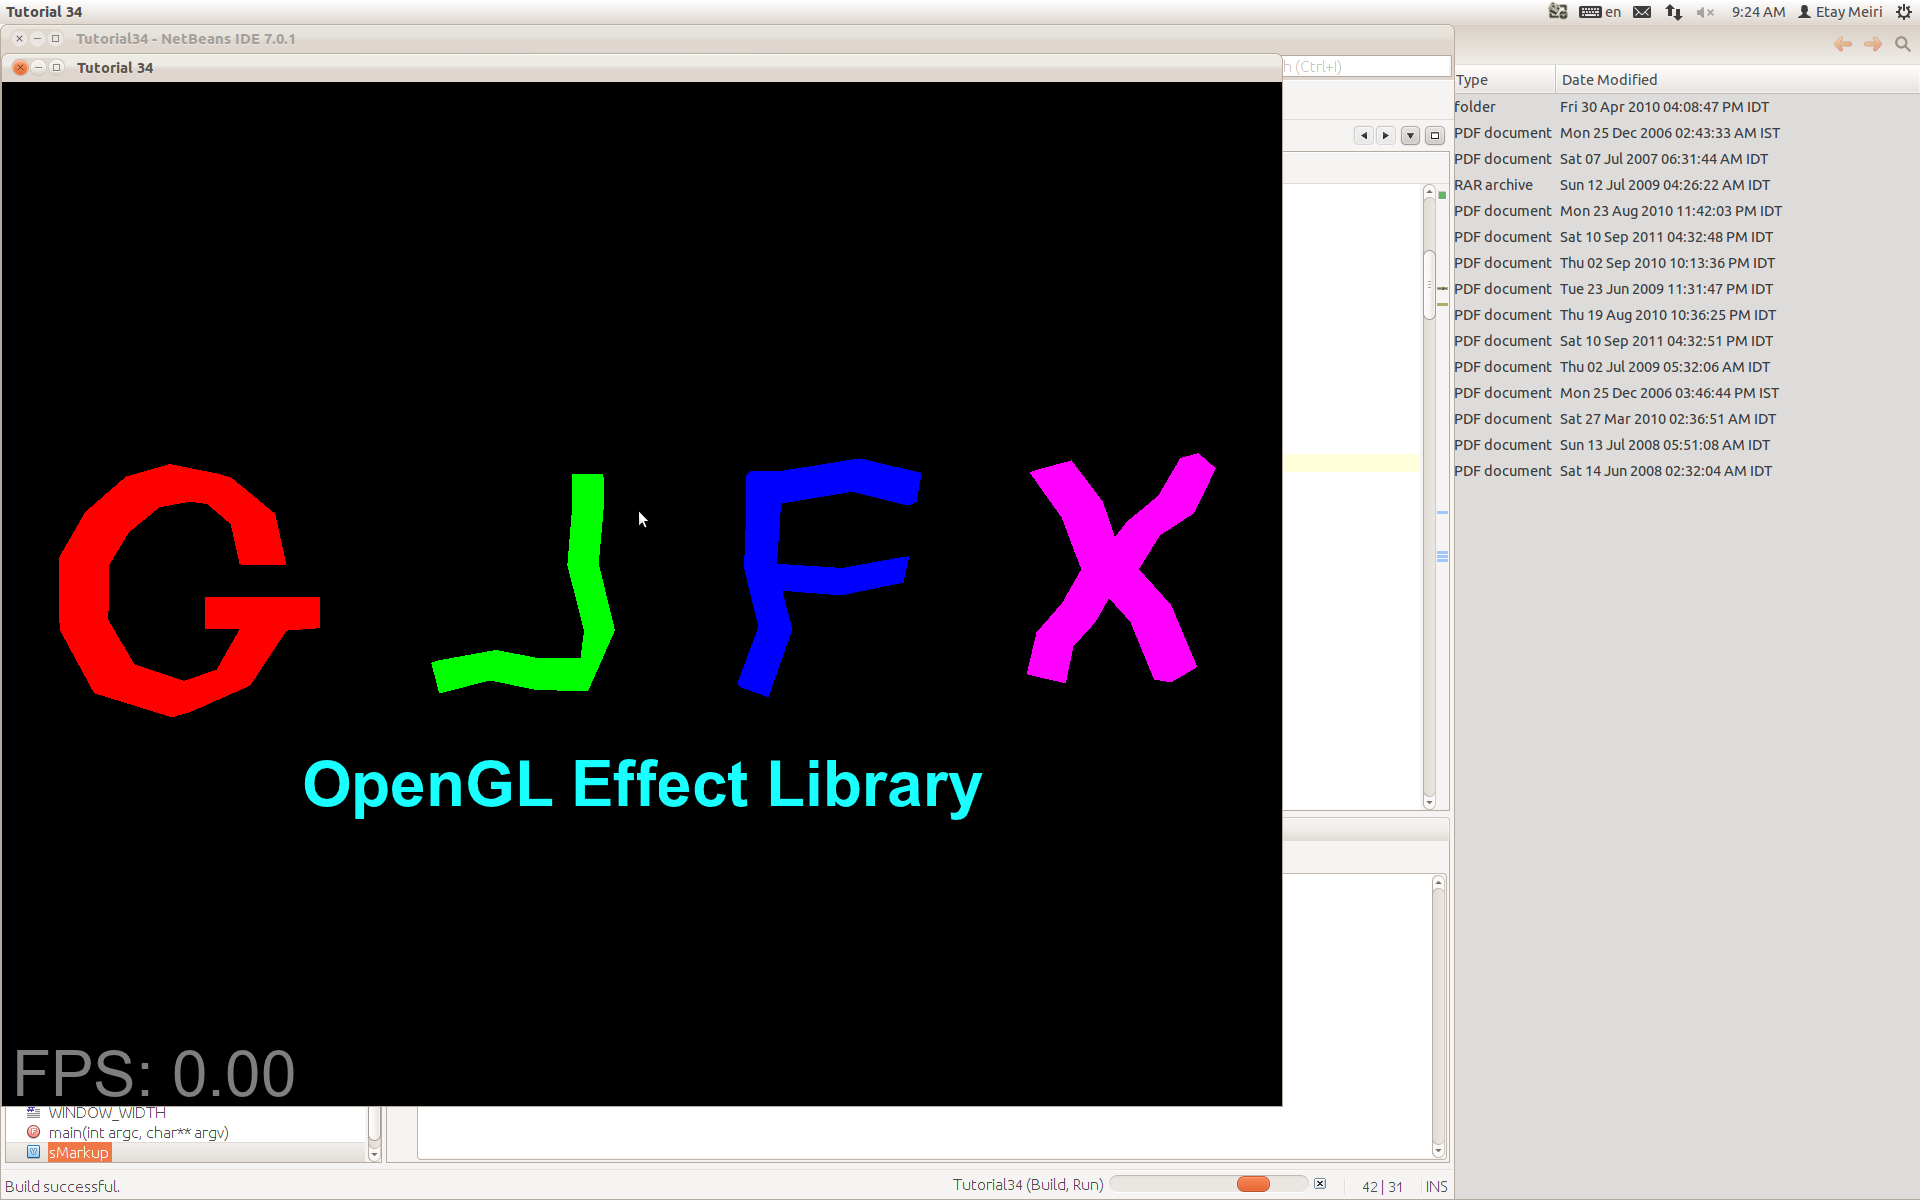 Tutorial 34
en
9:24 AM
Etay Meiri
Tutorial34 - NetBeans IDE 7.0.1
Tutorial 34
h (Ctrl+I)
Type Date Modified
folder Fri 30 Apr 2010 04:08:47 PM IDT
PDF document Mon 25 Dec 2006 02:43:33 AM IST
PDF document Sat 07 Jul 2007 06:31:44 AM IDT
RAR archive Sun 12 Jul 2009 04:26:22 AM IDT
PDF document Mon 23 Aug 2010 11:42:03 PM IDT
PDF document Sat 10 Sep 2011 04:32:48 PM IDT
PDF document Thu 02 Sep 2010 10:13:36 PM IDT
PDF document Tue 23 Jun 2009 11:31:47 PM IDT
PDF document Thu 19 Aug 2010 10:36:25 PM IDT
PDF document Sat 10 Sep 2011 04:32:51 PM IDT
PDF document Thu 02 Jul 2009 05:32:06 AM IDT
PDF document Mon 25 Dec 2006 03:46:44 PM IST
PDF document Sat 27 Mar 2010 02:36:51 AM IDT
PDF document Sun 13 Jul 2008 05:51:08 AM IDT
PDF document Sat 14 Jun 2008 02:32:04 AM IDT
GJFX
OpenGL Effect Library
FPS: 0.00
WINDOW_WIDTH
main(int argc, char** argv)
sMarkup
Build successful.
Tutorial34 (Build, Run)
42 | 31
INS